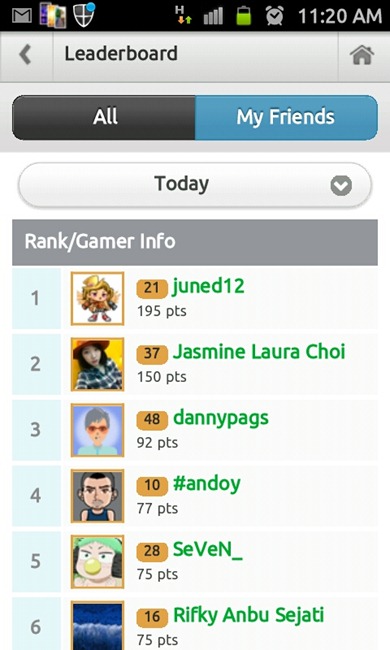 H
11:20 AM
Leaderboard
All
My Friends
Today
Rank/Gamer Info
1
21 juned12
195 pts
2
37 Jasmine Laura Choi
150 pts
3
48 dannypags
92 pts
4
10 #andoy
77 pts
5
28 SeVeN_
75 pts
6
16 Rifky Anbu Sejati
75 pts